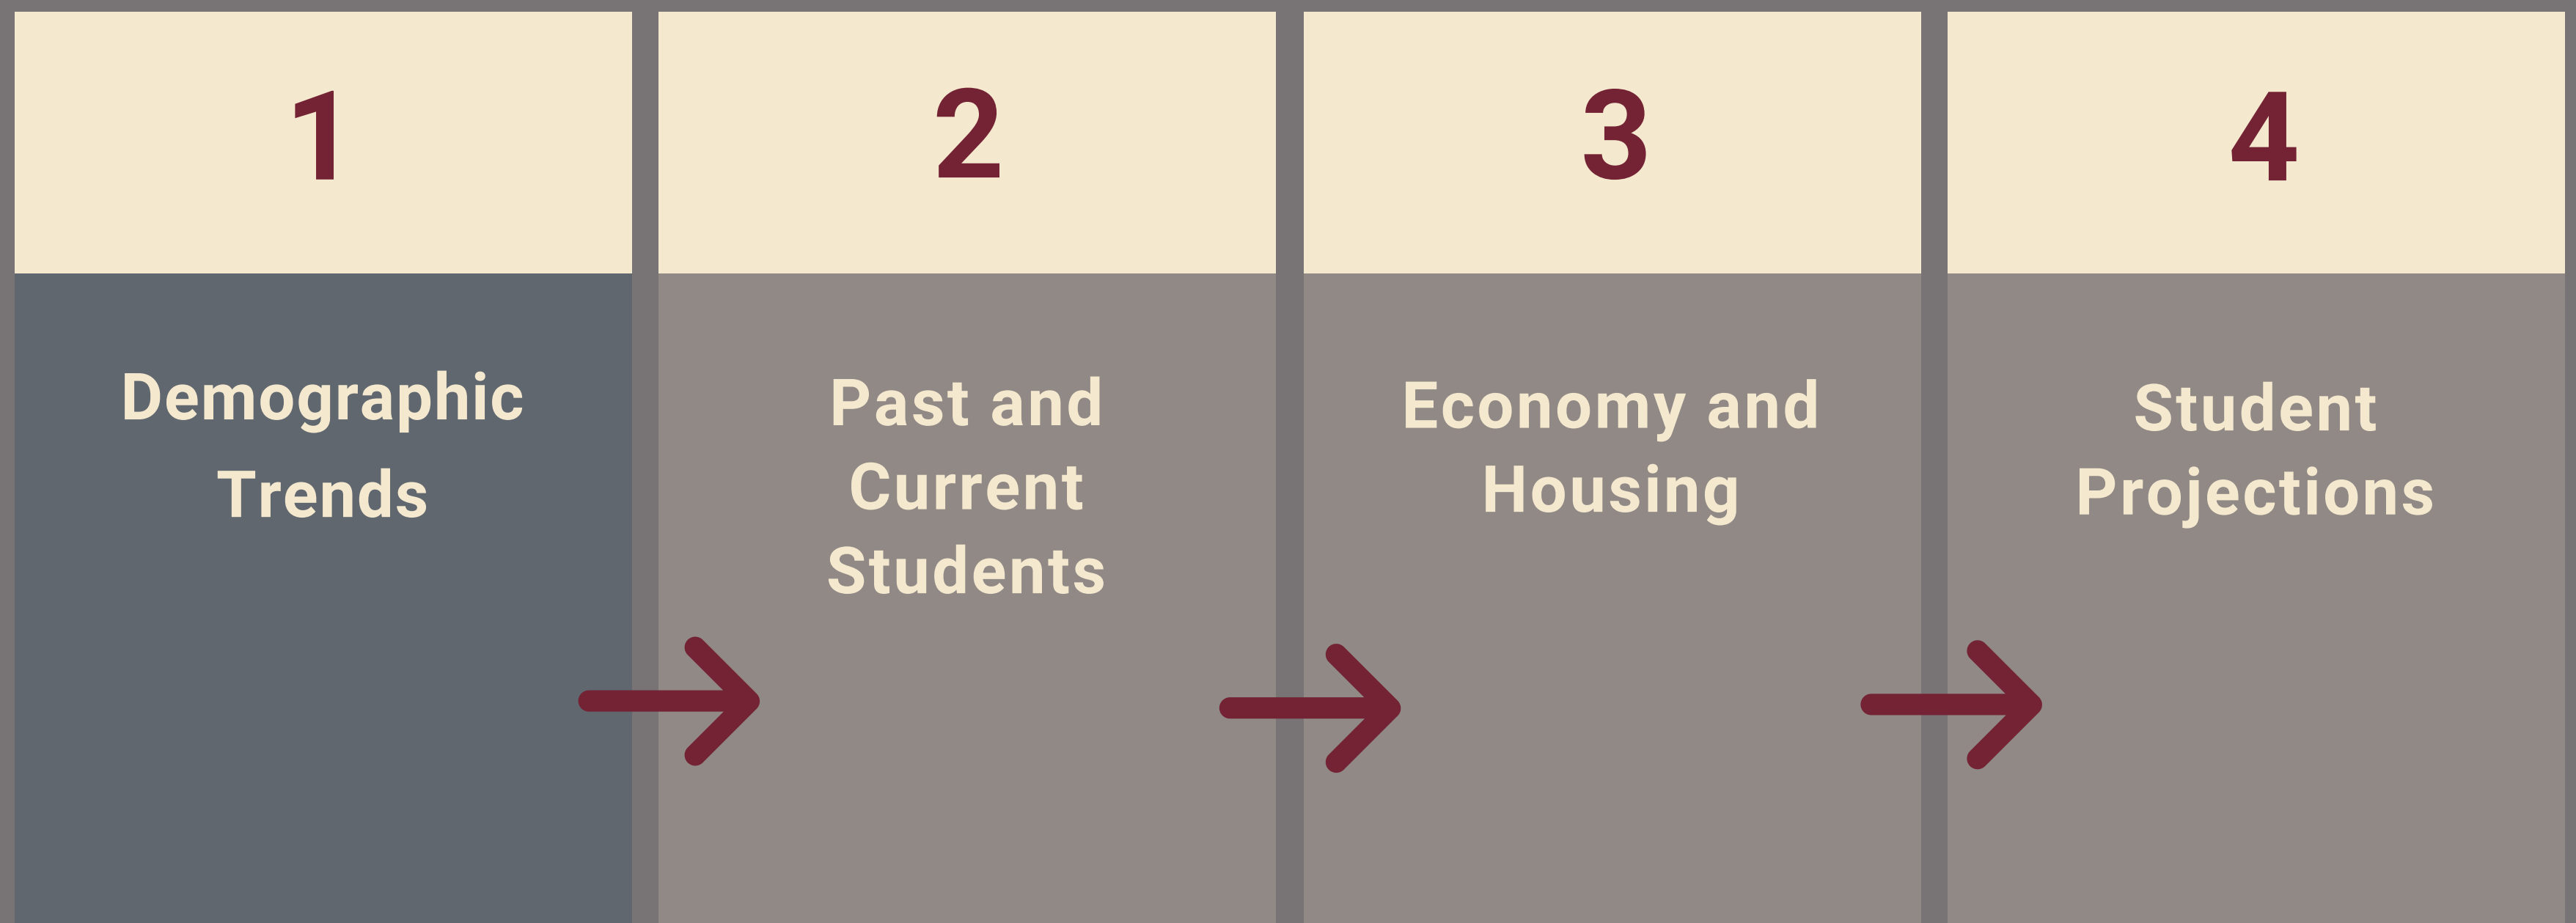 1
Demographic
Trends
2
Past and
Current
Students
3
Economy and
Housing
4
Student
Projections